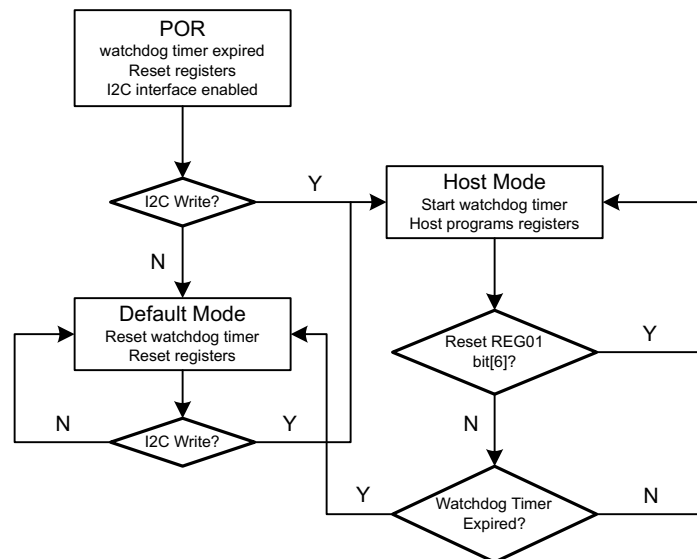 POR
watchdog timer expired
Reset registers
I2C interface enabled
I2C Write?
Y
N
Host Mode
Start watchdog timer
Host programs registers
Default Mode
Reset watchdog timer
Reset registers
Reset REG01
bit[6]?
Y
N
I2C Write?
N
Y
Watchdog Timer
Expired?
Y
N